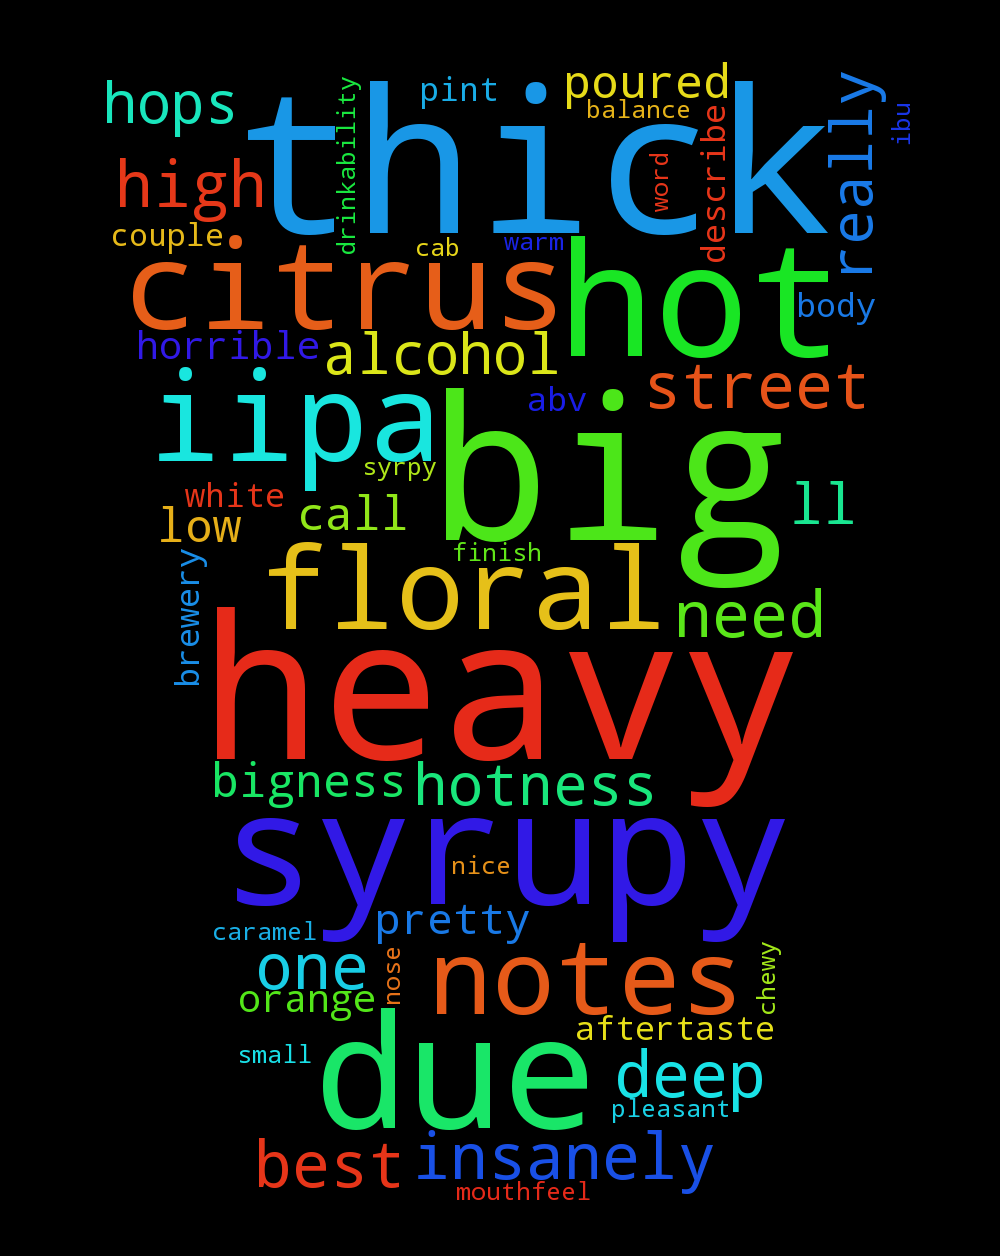 thick
hops
pint
poured
balance
drinkability
word
describe
really
ibu
high
couple
cab
warm
citrus
hot
body
horrible
alcohol
iipa
abv
street
big
syrpy
white
call
ll
low
finish
floral
need
brewery
heavy
bigness
hotness
syrupy
nice
pretty
caramel
one
nose
notes
chewy
orange
aftertaste
small
due
deep
pleasant
best
insanely
mouthfeel